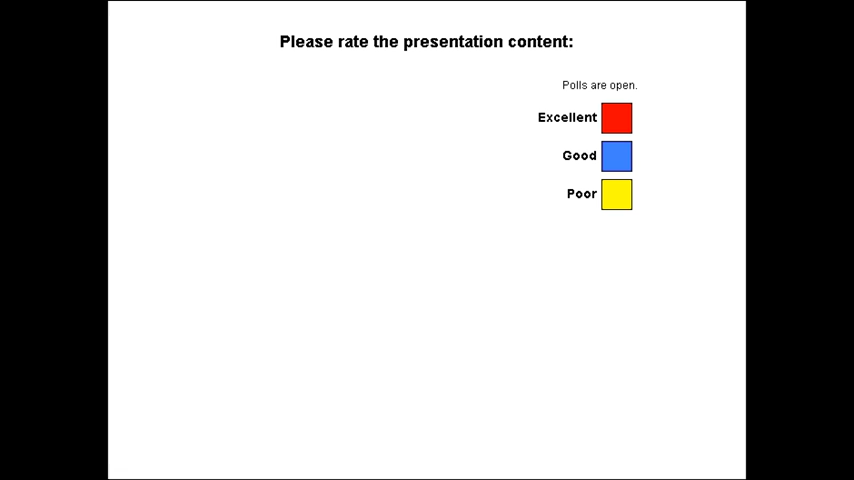 Please rate the presentation content:
Polls are open.
Excellent
Good
Poor